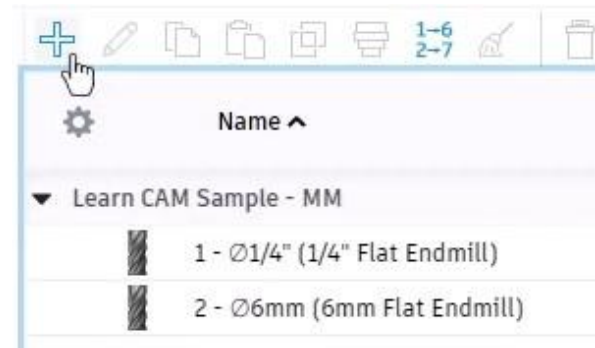 1→6
2→7
Name
Learn CAM Sample - MM
1 - ∅1/4" (1/4" Flat Endmill)
2 - ∅6mm (6mm Flat Endmill)